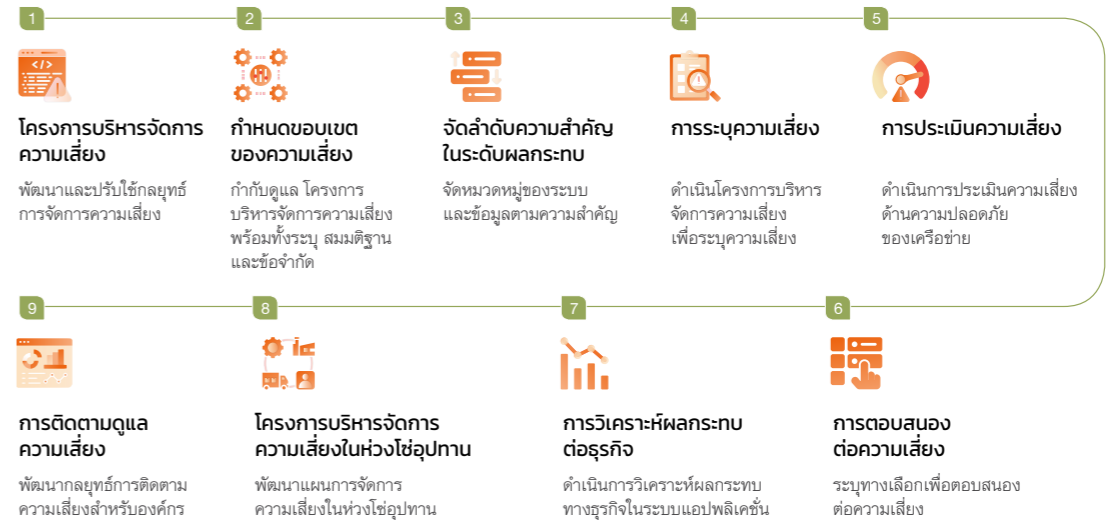 1
โครงการบริหารจัดการ
ความเสี่ยง
พัฒนาและปรับใช้กลยุทธ์
การจัดการความเสี่ยง
2
กำหนดขอบเขต
ของความเสี่ยง
กำกับดูแล โครงการ
บริหารจัดการความเสี่ยง
พร้อมทั้งระบุ สมมติฐาน
และข้อจำกัด
3
จัดลำดับความสำคัญ
ในระดับผลกระทบ
จัดหมวดหมู่ของระบบ
และข้อมูลตามความสำคัญ
4
การระบุความเสี่ยง
ดำเนินโครงการบริหาร
จัดการความเสี่ยง
เพื่อระบุความเสี่ยง
5
การประเมินความเสี่ยง
ดำเนินการประเมินความเสี่ยง
ด้านความปลอดภัย
ของเครือข่าย
6
การตอบสนอง
ต่อความเสี่ยง
ระบุทางเลือกเพื่อตอบสนอง
ต่อความเสี่ยง
7
การวิเคราะห์ผลกระทบ
ต่อธุรกิจ
ดำเนินการวิเคราะห์ผลกระทบ
ทางธุรกิจในระบบแอปพลิเคชั่น
8
โครงการบริหารจัดการ
ความเสี่ยงในห่วงโซ่อุปทาน
พัฒนาแผนการจัดการ
ความเสี่ยงในห่วงโซ่อุปทาน
9
การติดตามดูแล
ความเสี่ยง
พัฒนากลยุทธ์การติดตาม
ความเสี่ยงสำหรับองค์กร